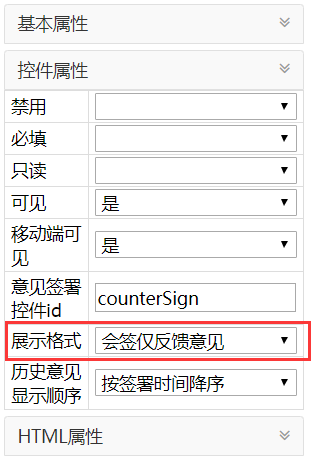 基本属性
控件属性
禁用
必填
只读
可见
是
移动端可
见
是
意见签署
控件id
counterSign
展示格式
会签仅反馈意见
历史意见
显示顺序
按签署时间降序
HTML属性